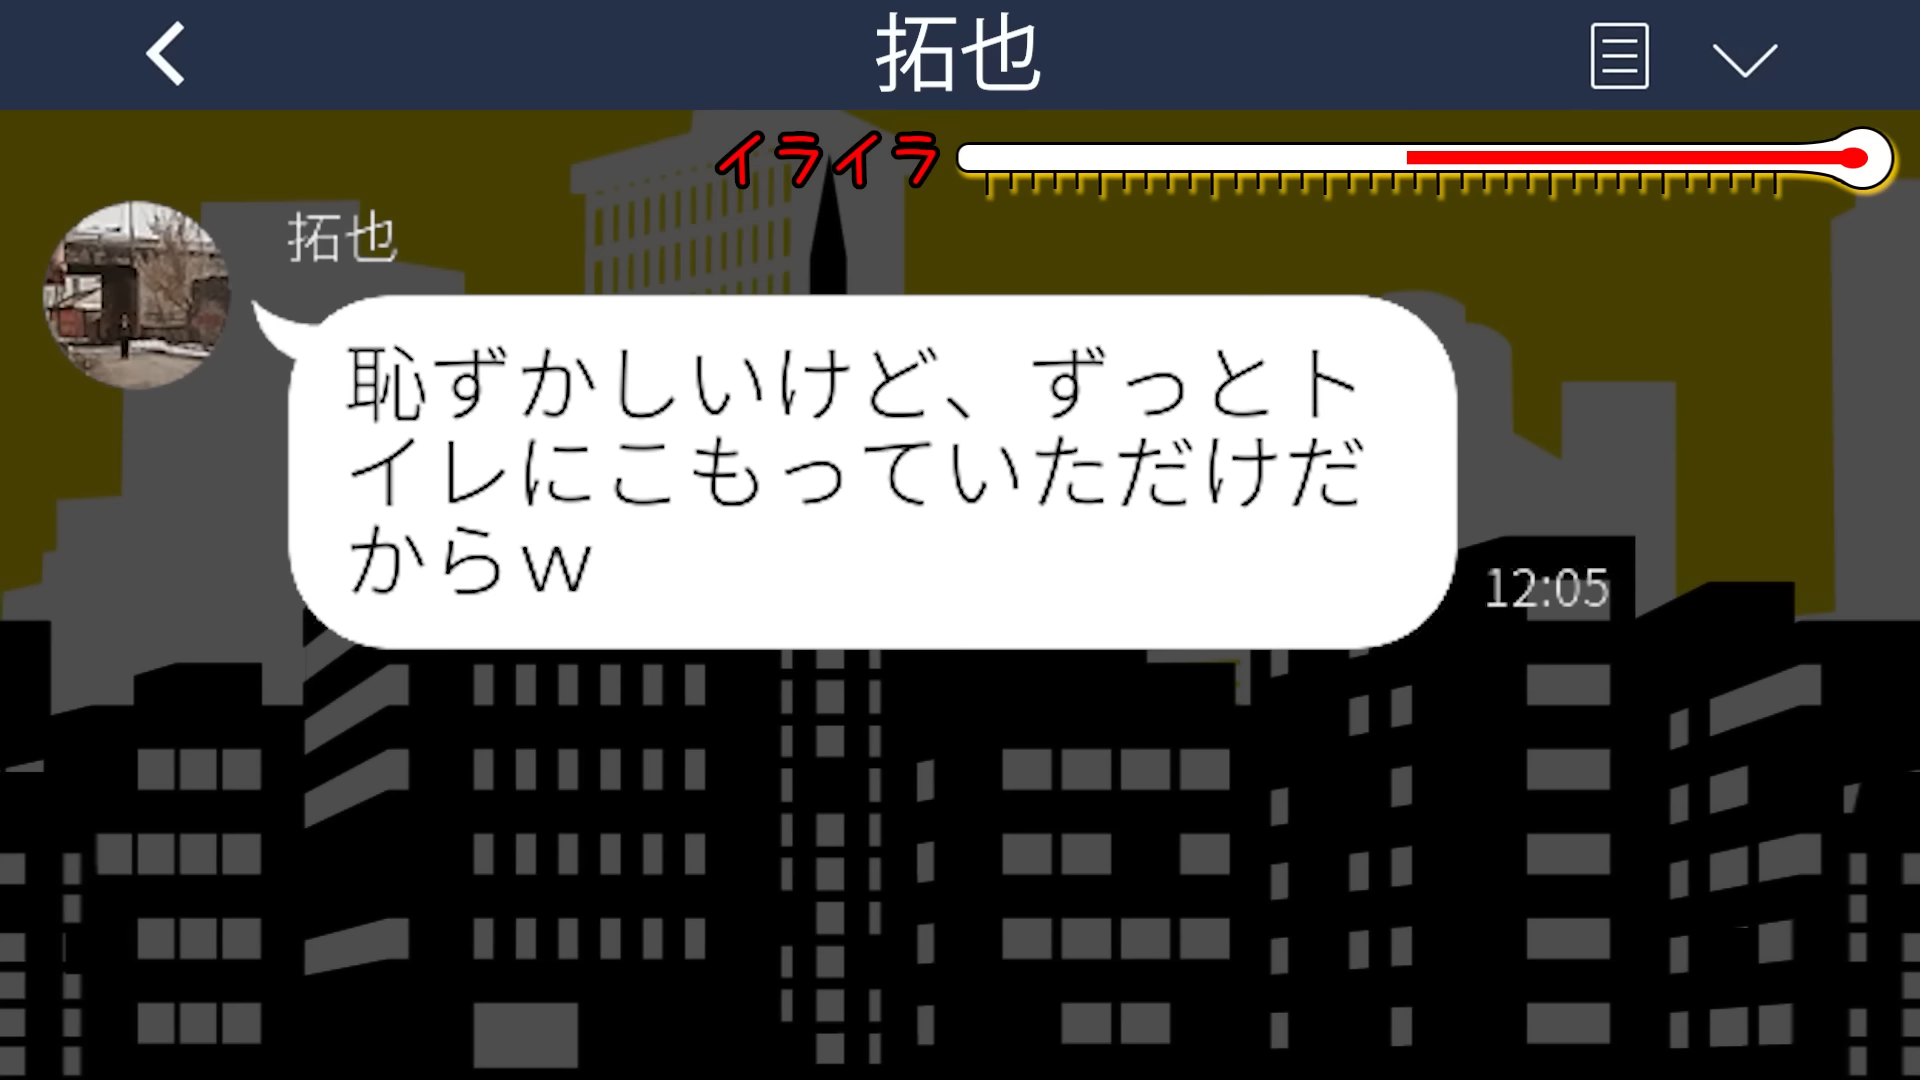 拓也
イライラ
拓也
恥ずかしいけど、ずっとト
イレにこもっていただけだ
からｗ
12:05